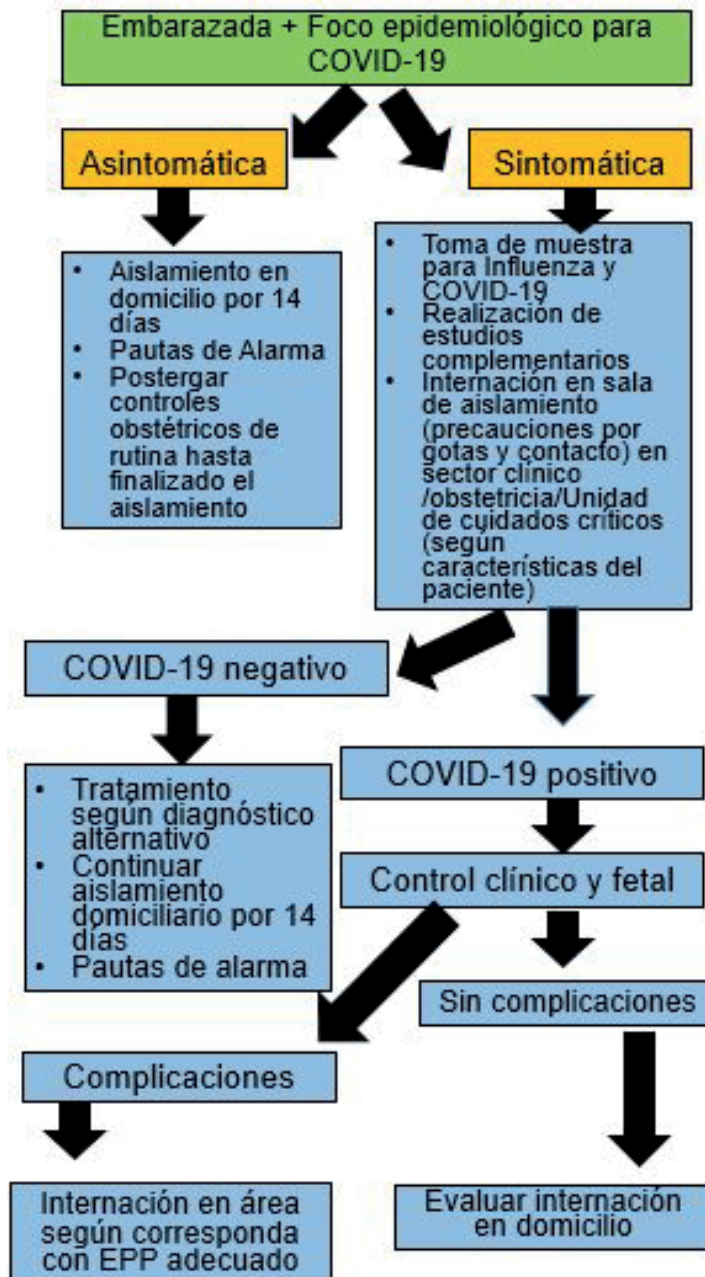 Embarazada + Foco epidemiológico para
COVID-19
Asintomática
Sintomática
• Aislamiento en
domicilio por 14
días
• Pautas de Alarma
• Postergar
controles
obstétricos de
rutina hasta
finalizado el
aislamiento
• Toma de muestra
para Influenza y
COVID-19
• Realización de
estudios
complementarios
• Internación en sala
de aislamiento
(precauciones por
gotas y contacto) en
sector clínico
/obstetricia/Unidad
de cuidados críticos
(según
características del
paciente)
COVID-19 negativo
• Tratamiento
según diagnóstico
alternativo
• Continuar
aislamiento
domiciliario por 14
días
• Pautas de alarma
COVID-19 positivo
Control clínico y fetal
Sin complicaciones
Complicaciones
Internación en área
según corresponda
con EPP adecuado
Evaluar internación
en domicilio